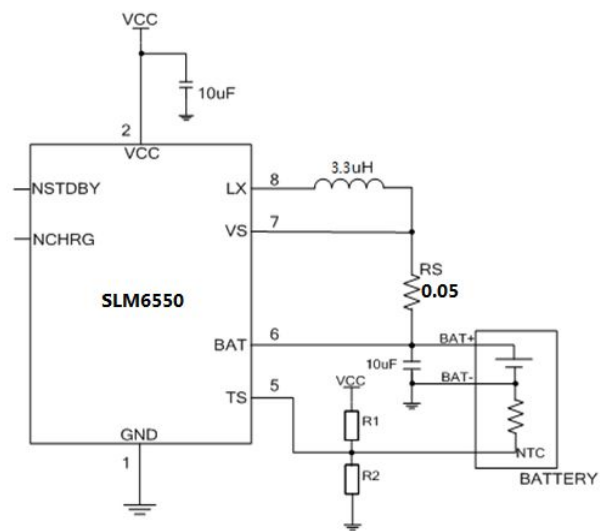 VCC
10uF
2
VCC
3.3uH
NSTDBY
LX
8
VS
7
NCHRG
RS
0.05
SLM6550
BAT
6
BAT+
10uF
BAT-
VCC
TS
5
R1
GND
NTC
1
R2
BATTERY